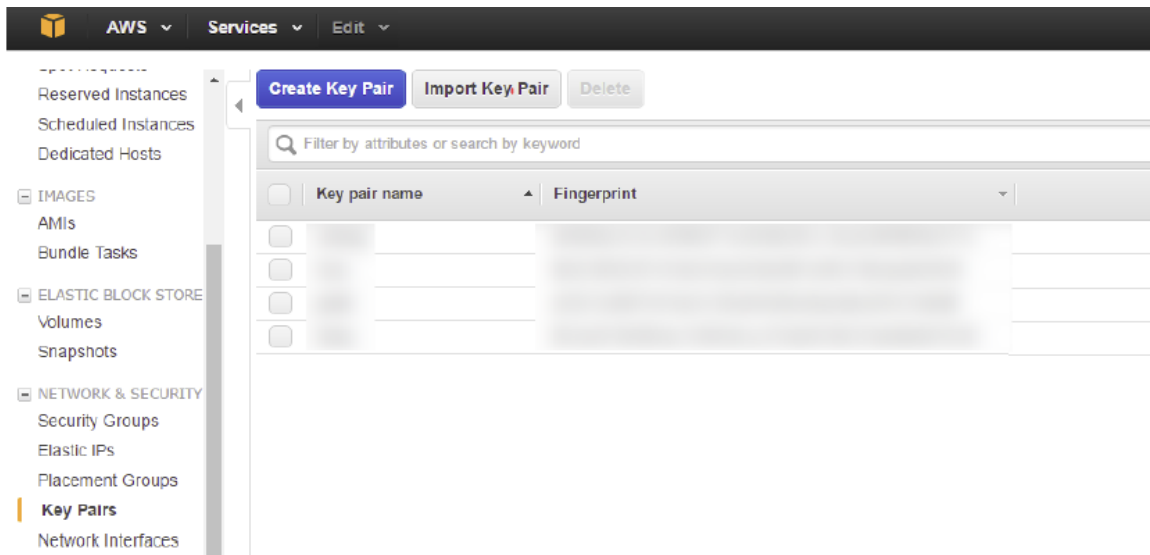 AWS Services Edit
Reserved Instances
Scheduled Instances
Dedicated Hosts
IMAGES
AMIs
Bundle Tasks
ELASTIC BLOCK STORE
Volumes
Snapshots
NETWORK & SECURITY
Security Groups
Elastic IPs
Placement Groups
Key Pairs
Network Interfaces
Create Key Pair Import Key Pair Delete
Filter by attributes or search by keyword
Key pair name Fingerprint